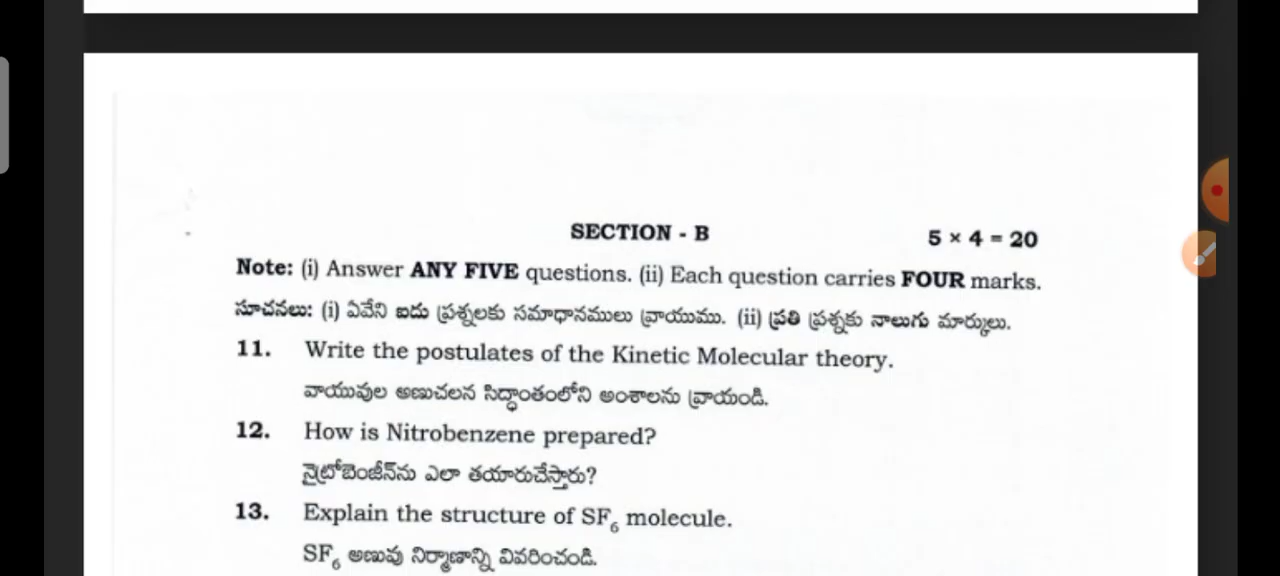 SECTION - B 5 × 4 = 20
Note: (i) Answer ANY FIVE questions. (ii) Each question carries FOUR marks.
సూచనలు: (i) ఏవేని ఐదు ప్రశ్నలకు సమాధానములు వ్రాయుము. (ii) ప్రతి ప్రశ్నకు నాలుగు మార్కులు.
11. Write the postulates of the Kinetic Molecular theory.
వాయువుల అణుచలన సిద్ధాంతంలోని అంశాలను వ్రాయండి.
12. How is Nitrobenzene prepared?
నైట్రోబెంజీన్‌ను ఎలా తయారుచేస్తారు?
13. Explain the structure of SF₆ molecule.
SF₆ అణువు నిర్మాణాన్ని వివరించండి.